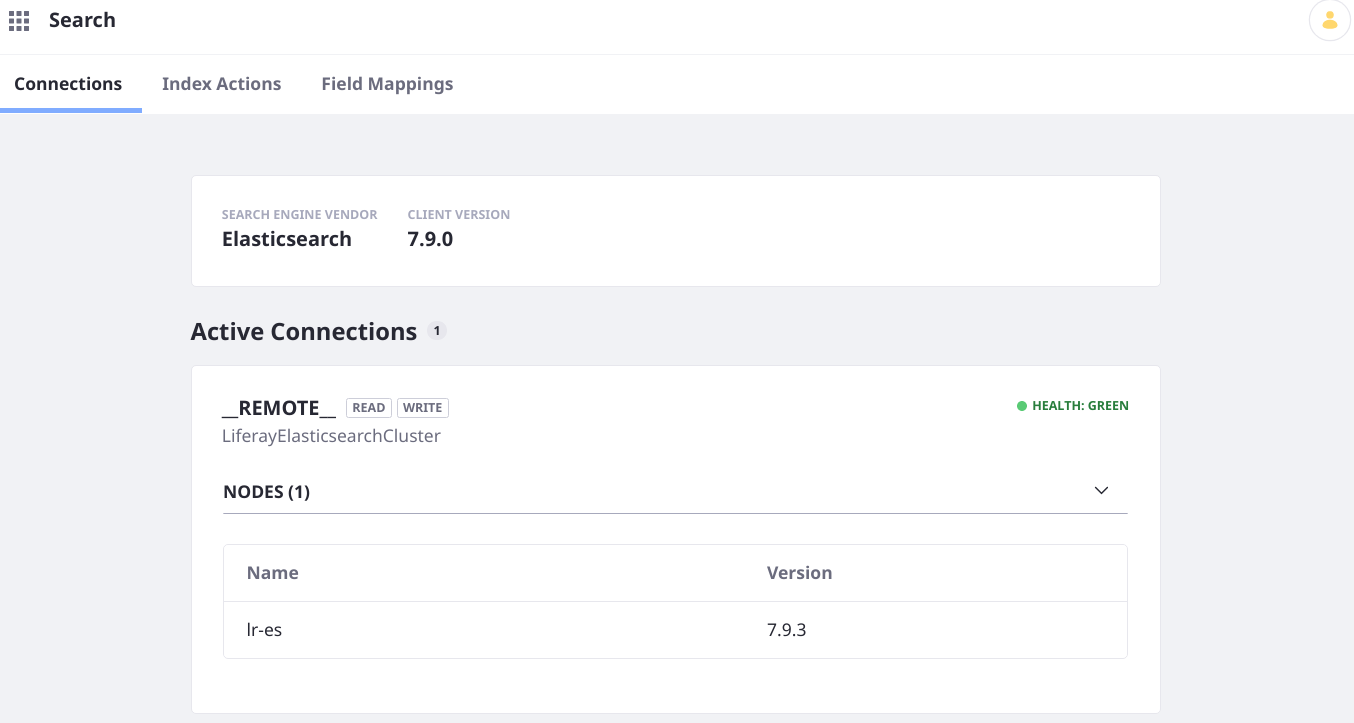 Search
Connections Index Actions Field Mappings
SEARCH ENGINE VENDOR CLIENT VERSION
Elasticsearch 7.9.0
Active Connections 1
__REMOTE__ READ WRITE HEALTH: GREEN
LiferayElasticsearchCluster
NODES (1)
Name Version
lr-es 7.9.3